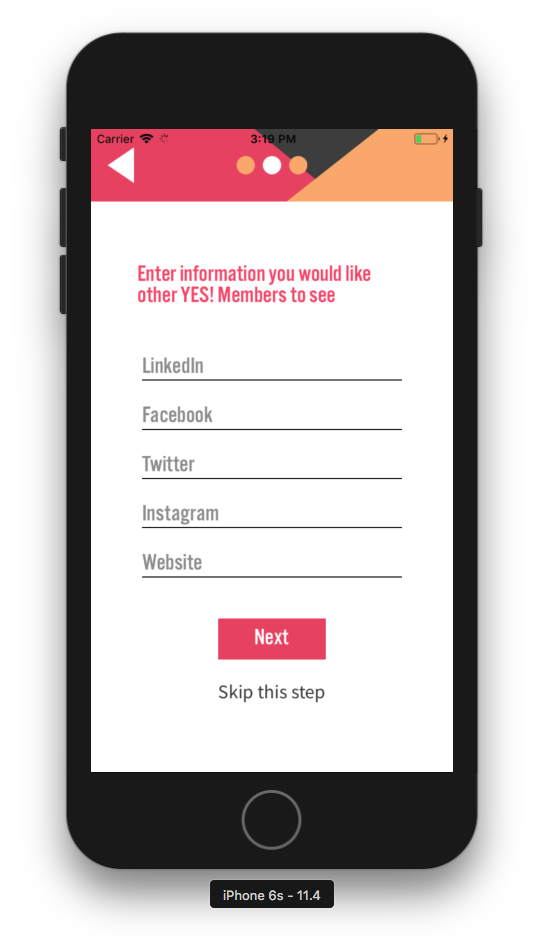 Carrier 3:19 PM
Enter information you would like
other YES! Members to see
LinkedIn
Facebook
Twitter
Instagram
Website
Next
Skip this step
iPhone 6s - 11.4